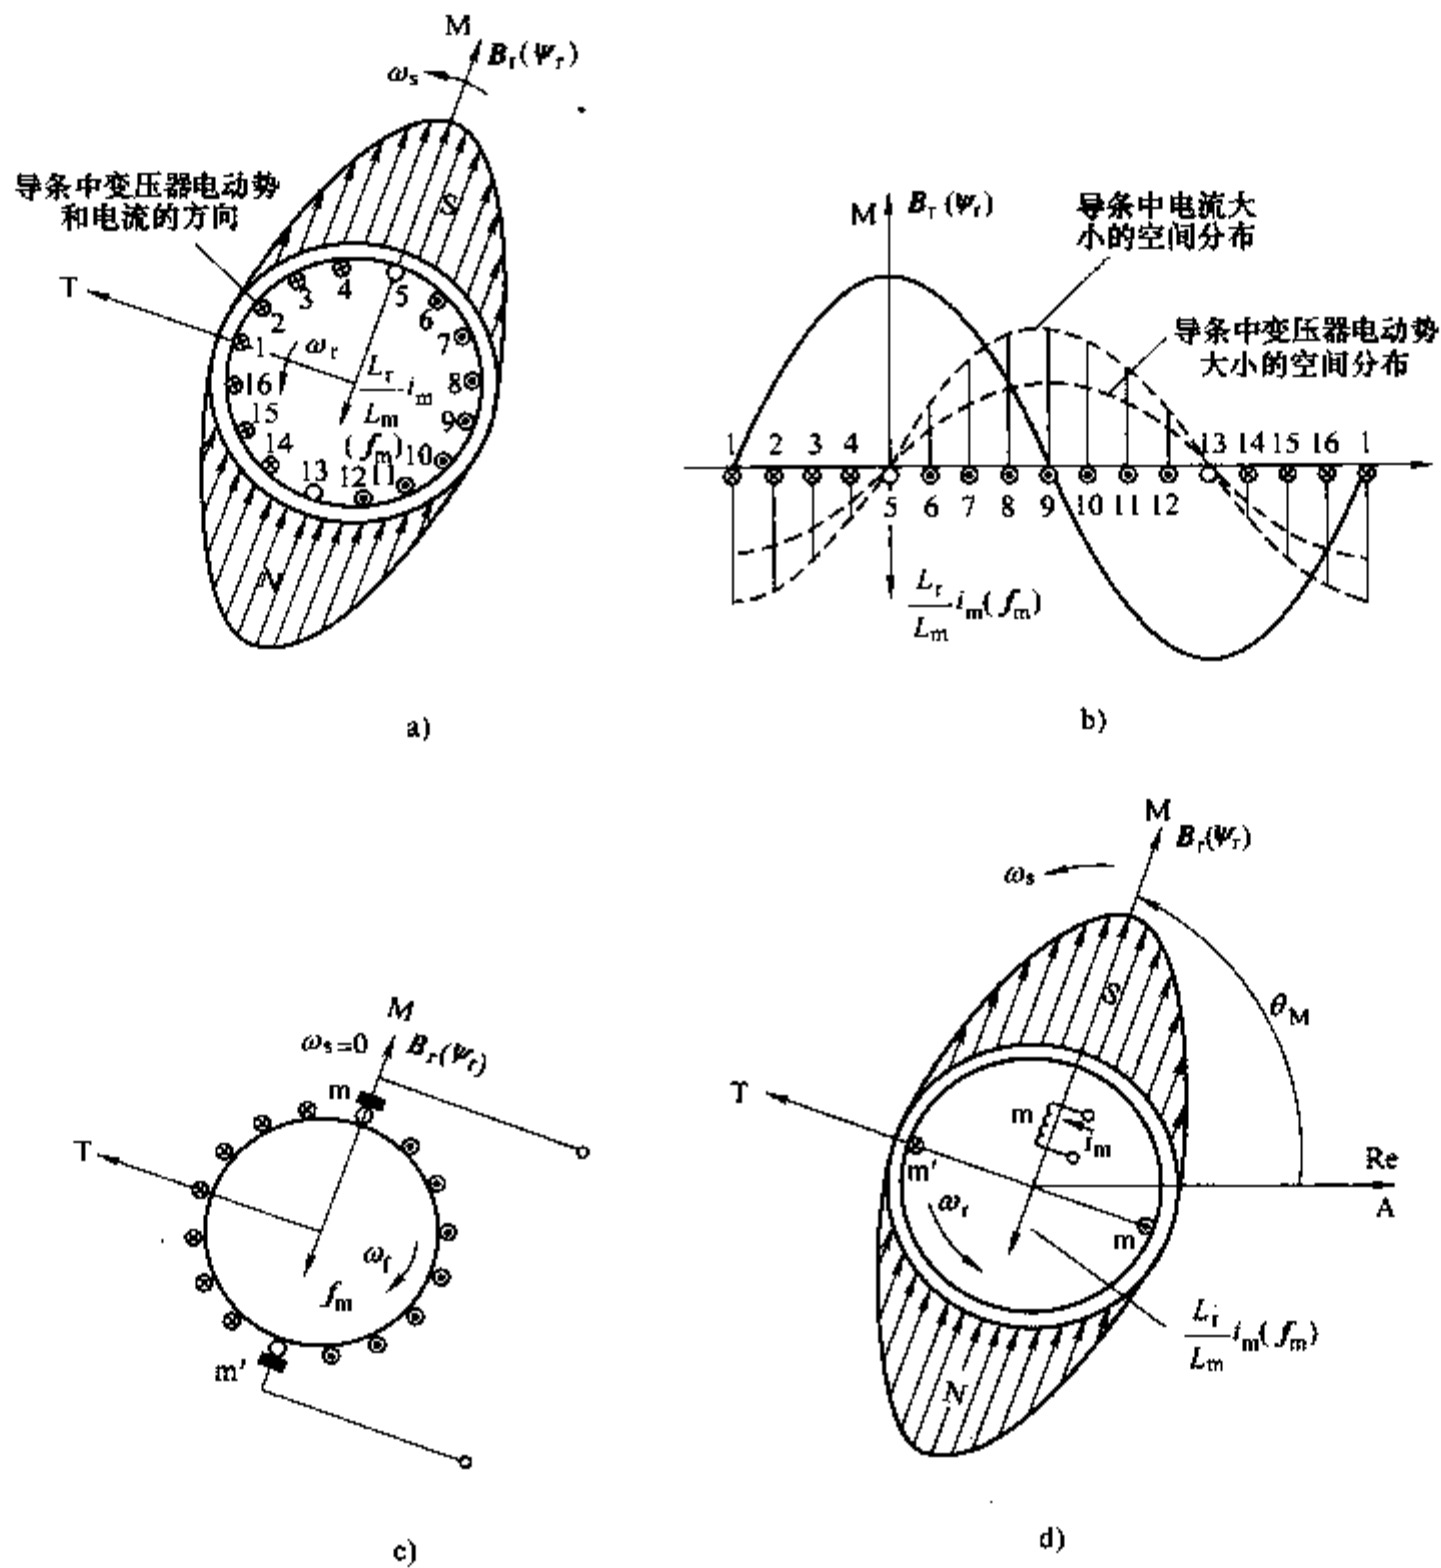 M
B_r(Ψ_r)
ω_s
导条中变压器电动势
和电流的方向
S
T
1
2
3
4
5
6
7
8
9
10
11
12
13
14
15
16
ω_r
L_r/L_m i_m
(f_m)
N
a)
M
B_r(ψ_r)
导条中电流大
小的空间分布
导条中变压器电动势
大小的空间分布
1 2 3 4
13 14 15 16 1
5 6 7 8 9 10 11 12
L_r/L_m i_m(f_m)
b)
M
ω_s=0
B_r(ψ_r)
m
T
ω_r
f_m
m′
c)
M
B_r(Ψ_r)
ω_s
S
θ_M
T
m
i_m
m′
Re
A
ω_r
m
L_r/L_m i_m(f_m)
N
d)